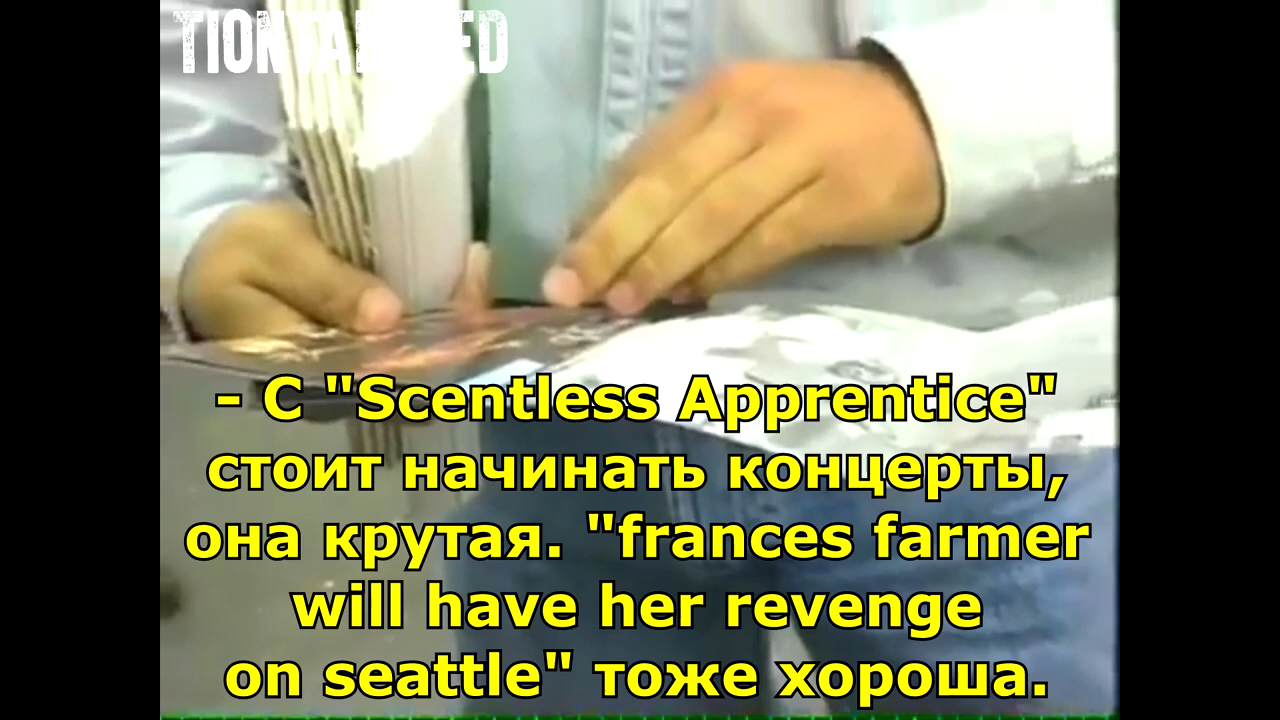 - С "Scentless Apprentice"
стоит начинать концерты,
она крутая. "frances farmer
will have her revenge
on seattle" тоже хороша.